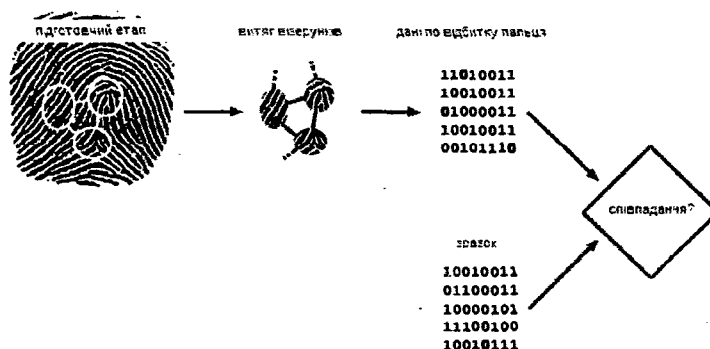 підготовчий етап
витяг візерунків
дані по відбитку пальця
11010011
10010011
01000011
10010011
00101110
співпадання?
зразок
10010011
01100011
10000101
11100100
10010111